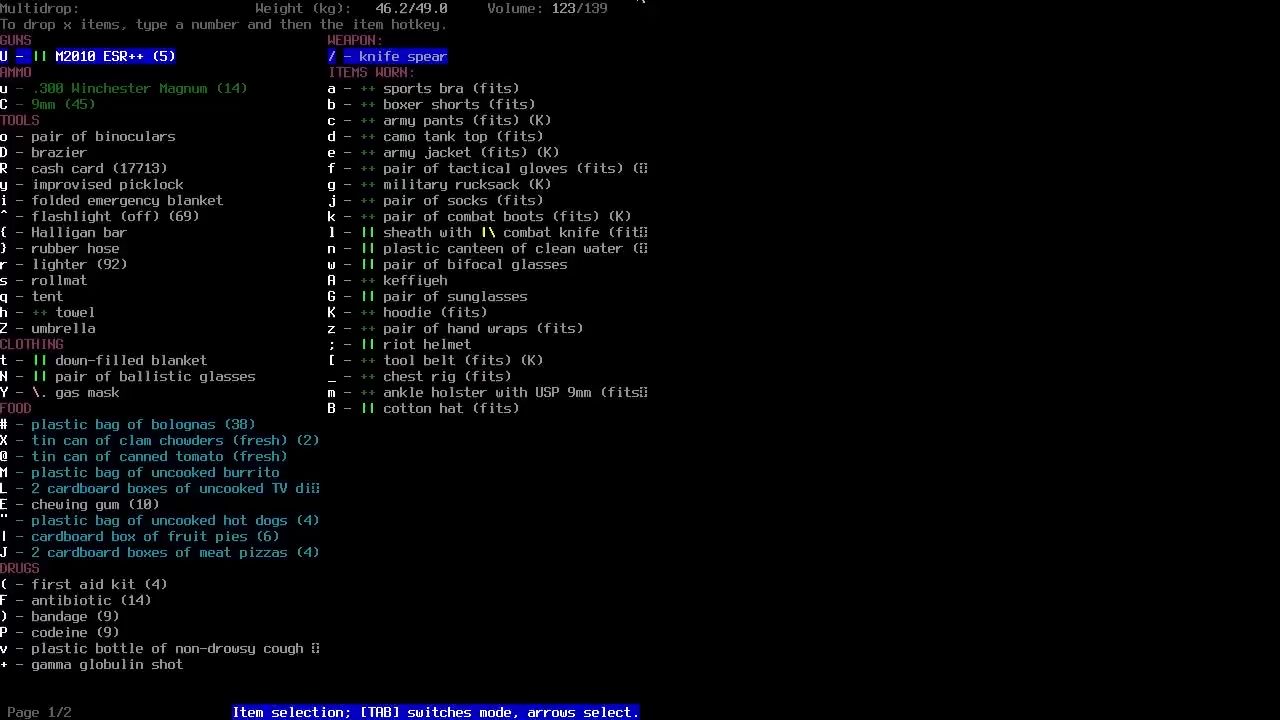 Multidrop: Weight (kg): 46.2/49.0 Volume: 123/139
To drop x items, type a number and then the item hotkey.
GUNS
U - || M2010 ESR++ (5)
AMMO
u - .300 Winchester Magnum (14)
C - 9mm (45)
TOOLS
o - pair of binoculars
D - brazier
R - cash card (17713)
y - improvised picklock
i - folded emergency blanket
^ - flashlight (off) (69)
{ - Halligan bar
} - rubber hose
r - lighter (92)
s - rollmat
q - tent
h - ++ towel
Z - umbrella
CLOTHING
t - || down-filled blanket
N - || pair of ballistic glasses
Y - \. gas mask
FOOD
# - plastic bag of bolognas (38)
X - tin can of clam chowders (fresh) (2)
@ - tin can of canned tomato (fresh)
M - plastic bag of uncooked burrito
L - 2 cardboard boxes of uncooked TV di
E - chewing gum (10)
" - plastic bag of uncooked hot dogs (4)
I - cardboard box of fruit pies (6)
J - 2 cardboard boxes of meat pizzas (4)
DRUGS
( - first aid kit (4)
F - antibiotic (14)
) - bandage (9)
P - codeine (9)
v - plastic bottle of non-drowsy cough
+ - gamma globulin shot
WEAPON:
/ - knife spear
ITEMS WORN:
a - ++ sports bra (fits)
b - ++ boxer shorts (fits)
c - ++ army pants (fits) (K)
d - ++ camo tank top (fits)
e - ++ army jacket (fits) (K)
f - ++ pair of tactical gloves (fits) (
g - ++ military rucksack (K)
j - ++ pair of socks (fits)
k - ++ pair of combat boots (fits) (K)
l - || sheath with |\ combat knife (fit
n - || plastic canteen of clean water (
w - || pair of bifocal glasses
A - ++ keffiyeh
G - || pair of sunglasses
K - ++ hoodie (fits)
z - ++ pair of hand wraps (fits)
; - || riot helmet
[ - ++ tool belt (fits) (K)
_ - ++ chest rig (fits)
m - ++ ankle holster with USP 9mm (fits
B - || cotton hat (fits)
Page 1/2 Item selection; [TAB] switches mode, arrows select.